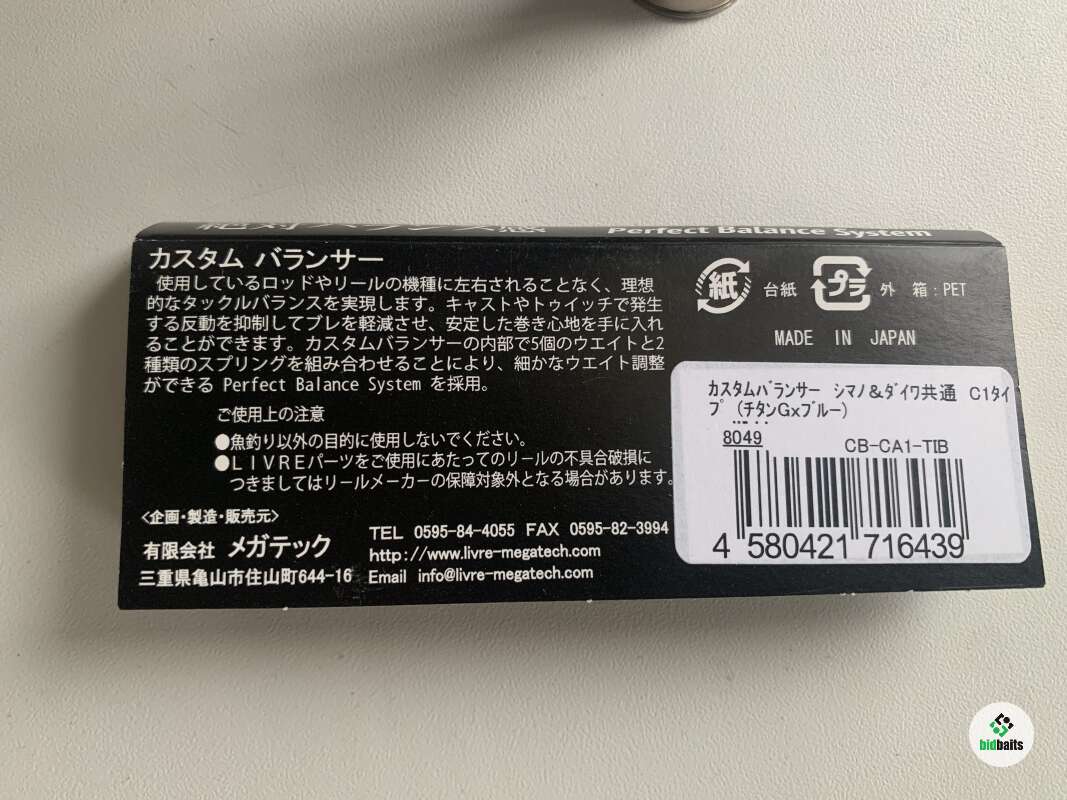 Perfect Balance System
カスタム バランサー
使用しているロッドやリールの機種に左右されることなく、理想
的なタックルバランスを実現します。キャストやトゥイッチで発生
する反動を抑制してブレを軽減させ、安定した巻き心地を手に入れ
ることができます。カスタムバランサーの内部で5個のウエイトと2
種類のスプリングを組み合わせることにより、細かなウエイト調整
ができる Perfect Balance System を採用。
ご使用上の注意
●魚釣り以外の目的に使用しないでください。
●LIVREパーツをご使用にあたってのリールの不具合破損に
つきましてはリールメーカーの保障対象外となる場合があります。
<企画・製造・販売元>
有限会社 メガテック
三重県亀山市住山町644-16
TEL 0595-84-4055 FAX 0595-82-3994
http://www.livre-megatech.com
Email info@livre-megatech.com
紙 台紙 プラ 外 箱:PET
MADE IN JAPAN
カスタムバランサー シマノ&ダイワ共通 C1タイ
プ (チタンG×ブルー)
8049
CB-CA1-TIB
4 580421 716439
bidbaits